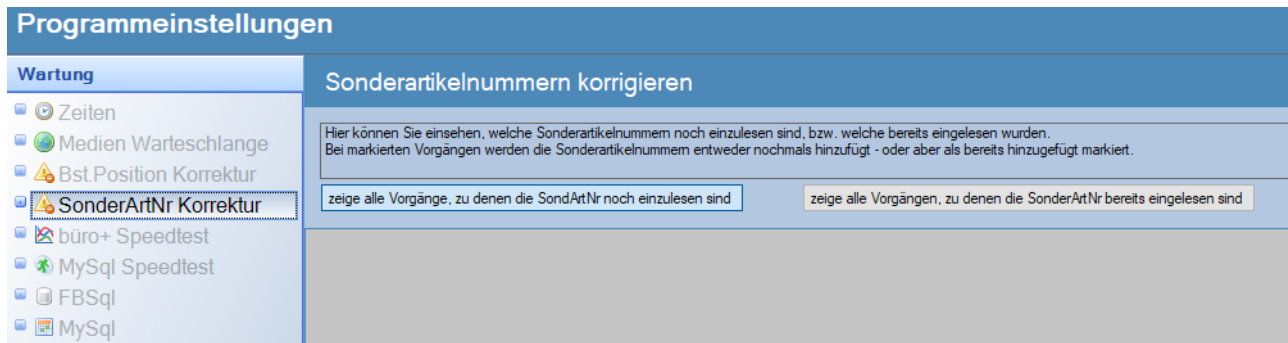 Programmeinstellungen
Wartung
Zeiten
Medien Warteschlange
Bst.Position Korrektur
SonderArtNr Korrektur
büro+ Speedtest
MySql Speedtest
FBSql
MySql
Sonderartikelnummern korrigieren
Hier können Sie einsehen, welche Sonderartikelnummern noch einzulesen sind, bzw. welche bereits eingelesen wurden.
Bei markierten Vorgängen werden die Sonderartikelnummern entweder nochmals hinzufügt - oder aber als bereits hinzugefügt markiert.
zeige alle Vorgänge, zu denen die SondArtNr noch einzulesen sind
zeige alle Vorgängen, zu denen die SonderArtNr bereits eingelesen sind